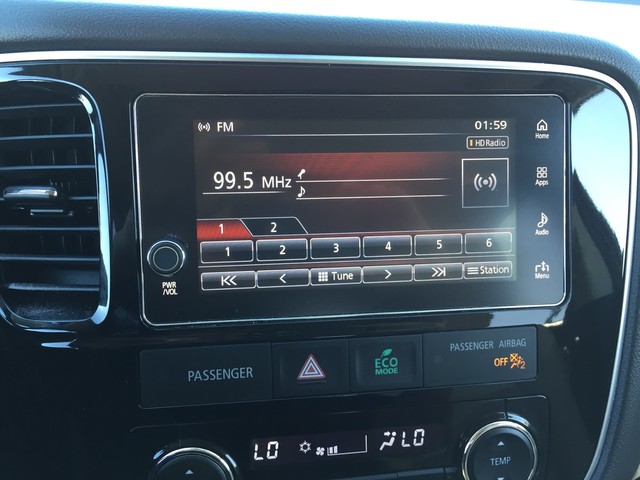 FM 01:59
Home
HD Radio
99.5 MHz
Apps
1 2
Audio
1 2 3 4 5 6
Tune Station
Menu
PWR
/VOL
PASSENGER
ECO
MODE
PASSENGER AIRBAG
OFF 2
LO LO
TEMP